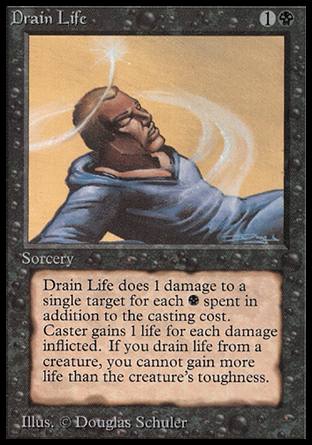 Drain Life 1
Sorcery
Drain Life does 1 damage to a
single target for each spent in
addition to the casting cost.
Caster gains 1 life for each damage
inflicted. If you drain life from a
creature, you cannot gain more
life than the creature's toughness.
Illus. © Douglas Schuler